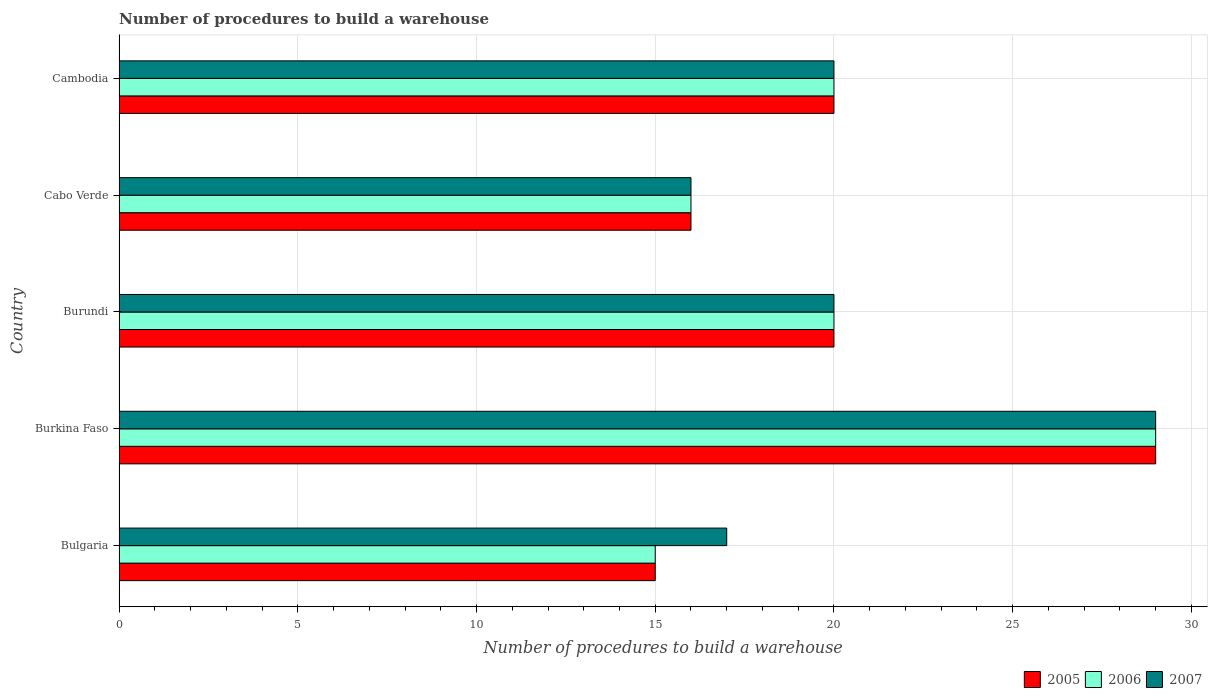 Number of procedures to build a warehouse
Cambodia
Cabo Verde
Burundi
Burkina Faso
Bulgaria
Country
0 5 10 15 20 25 30
Number of procedures to build a warehouse
2005 2006 2007